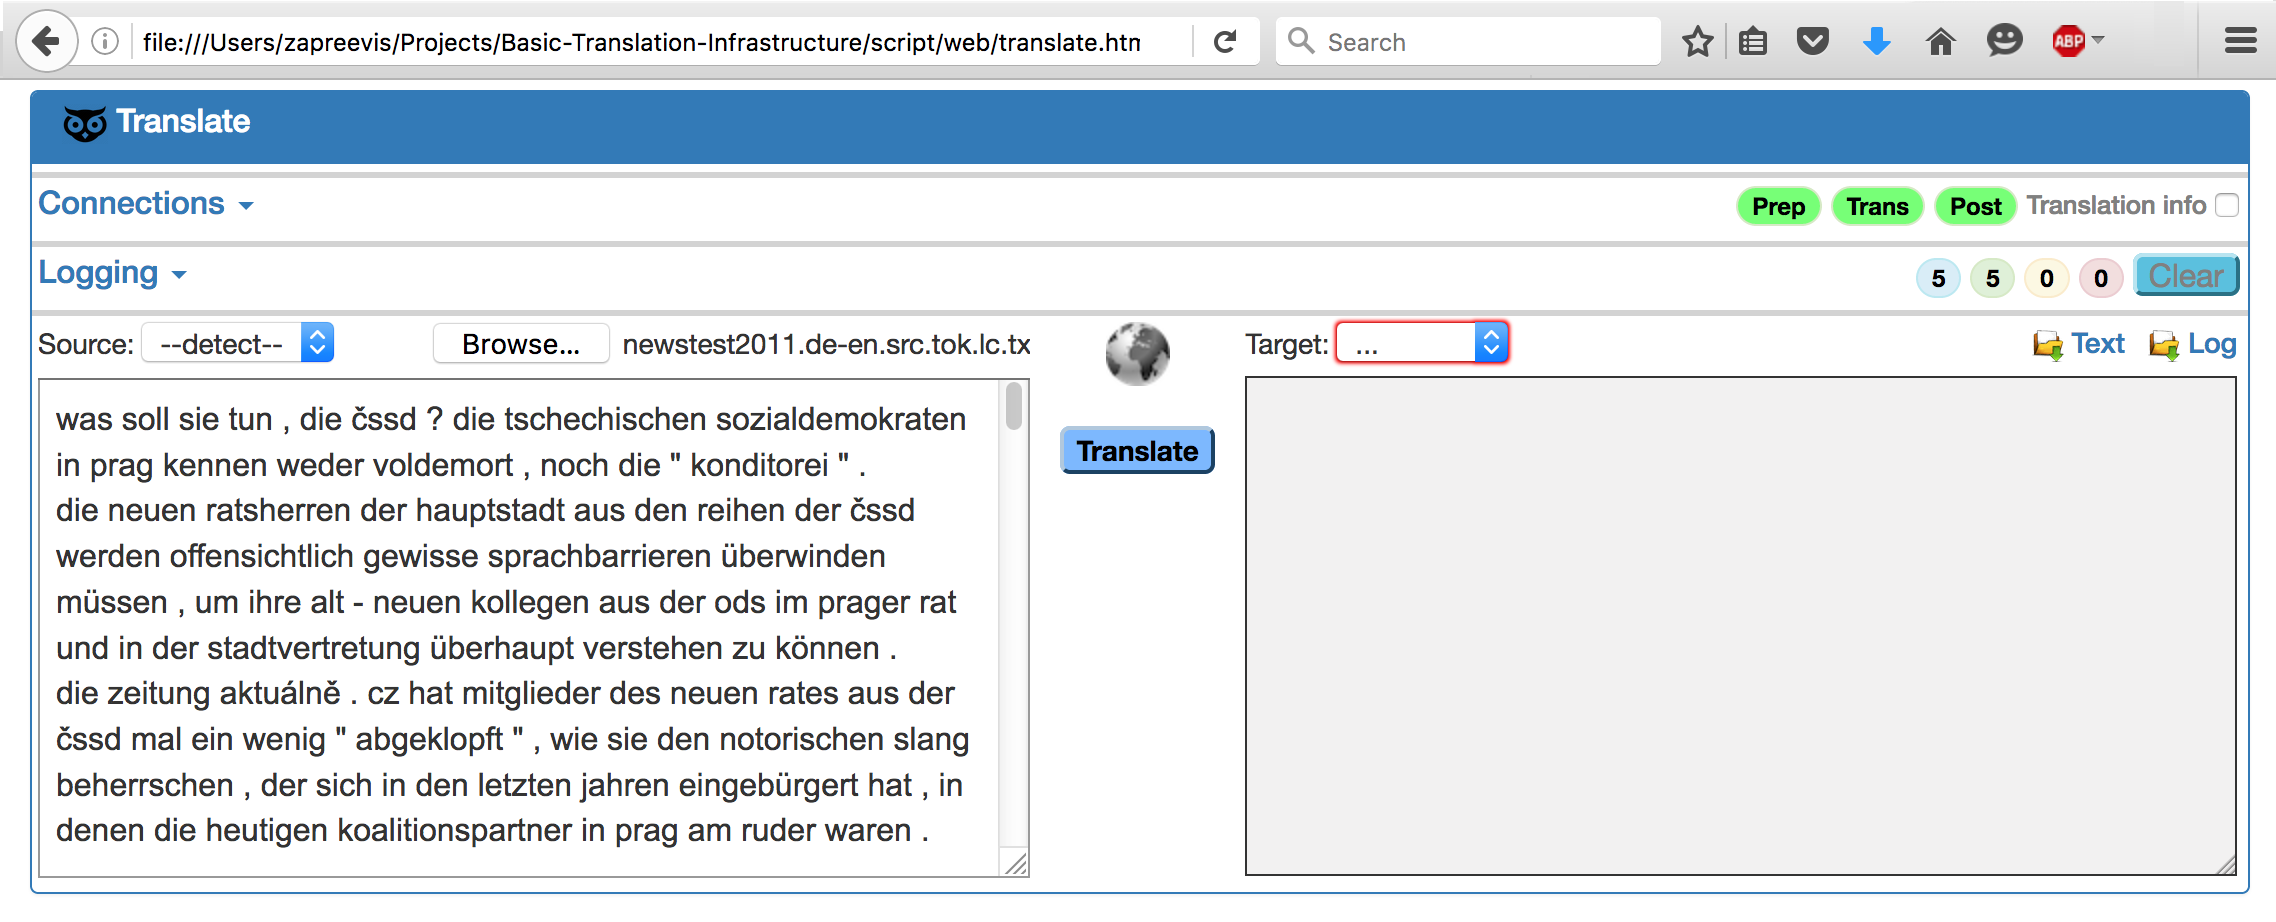 file:///Users/zapreevis/Projects/Basic-Translation-Infrastructure/script/web/translate.htm
Search
ABP
Translate
Connections
Prep Trans Post Translation info
Logging
5 5 0 0 Clear
Source: --detect-- Browse... newstest2011.de-en.src.tok.lc.tx
Target: ... Text Log
Translate
was soll sie tun , die čssd ? die tschechischen sozialdemokraten
in prag kennen weder voldemort , noch die " konditorei " .
die neuen ratsherren der hauptstadt aus den reihen der čssd
werden offensichtlich gewisse sprachbarrieren überwinden
müssen , um ihre alt - neuen kollegen aus der ods im prager rat
und in der stadtvertretung überhaupt verstehen zu können .
die zeitung aktuálně . cz hat mitglieder des neuen rates aus der
čssd mal ein wenig " abgeklopft " , wie sie den notorischen slang
beherrschen , der sich in den letzten jahren eingebürgert hat , in
denen die heutigen koalitionspartner in prag am ruder waren .